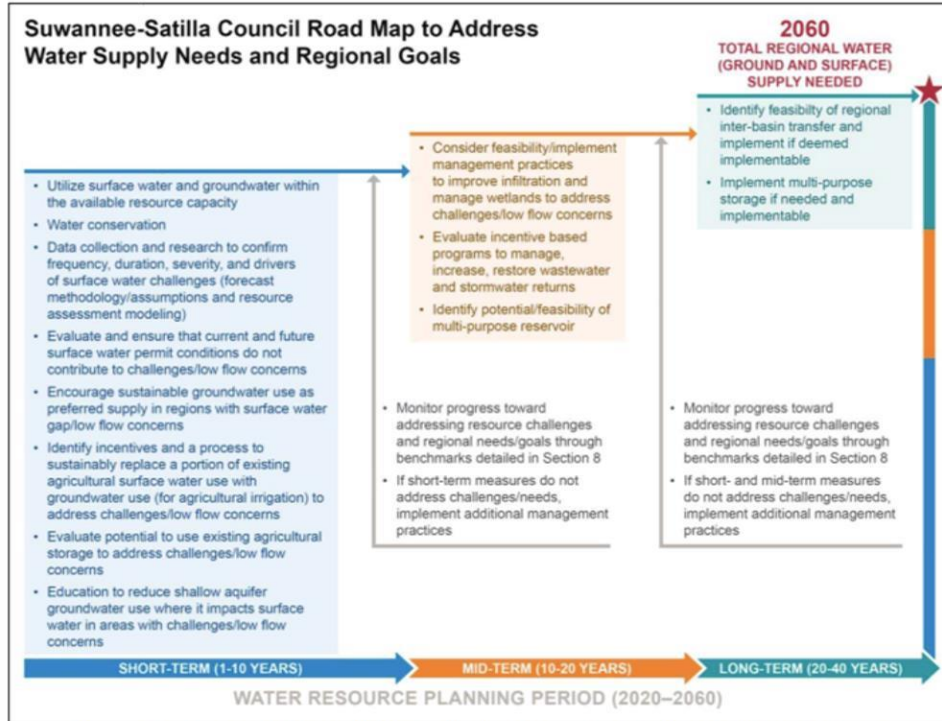 Suwannee-Satilla Council Road Map to Address
Water Supply Needs and Regional Goals
2060
TOTAL REGIONAL WATER
(GROUND AND SURFACE)
SUPPLY NEEDED
• Utilize surface water and groundwater within
the available resource capacity
• Water conservation
• Data collection and research to confirm
frequency, duration, severity, and drivers
of surface water challenges (forecast
methodology/assumptions and resource
assessment modeling)
• Evaluate and ensure that current and future
surface water permit conditions do not
contribute to challenges/low flow concerns
• Encourage sustainable groundwater use as
preferred supply in regions with surface water
gap/low flow concerns
• Identify incentives and a process to
sustainably replace a portion of existing
agricultural surface water use with
groundwater use (for agricultural irrigation) to
address challenges/low flow concerns
• Evaluate potential to use existing agricultural
storage to address challenges/low flow
concerns
• Education to reduce shallow aquifer
groundwater use where it impacts surface
water in areas with challenges/low flow
concerns
• Consider feasibility/implement
management practices
to improve infiltration and
manage wetlands to address
challenges/low flow concerns
• Evaluate incentive based
programs to manage,
increase, restore wastewater
and stormwater returns
• Identify potential/feasibility of
multi-purpose reservoir
• Monitor progress toward
addressing resource challenges
and regional needs/goals through
benchmarks detailed in Section 8
• If short-term measures do not
address challenges/needs,
implement additional management
practices
• Identify feasibilty of regional
inter-basin transfer and
implement if deemed
implementable
• Implement multi-purpose
storage if needed and
implementable
• Monitor progress toward
addressing resource challenges
and regional needs/goals through
benchmarks detailed in Section 8
• If short- and mid-term measures
do not address challenges/needs,
implement additional management
practices
SHORT-TERM (1-10 YEARS)
MID-TERM (10-20 YEARS)
LONG-TERM (20-40 YEARS)
WATER RESOURCE PLANNING PERIOD (2020–2060)